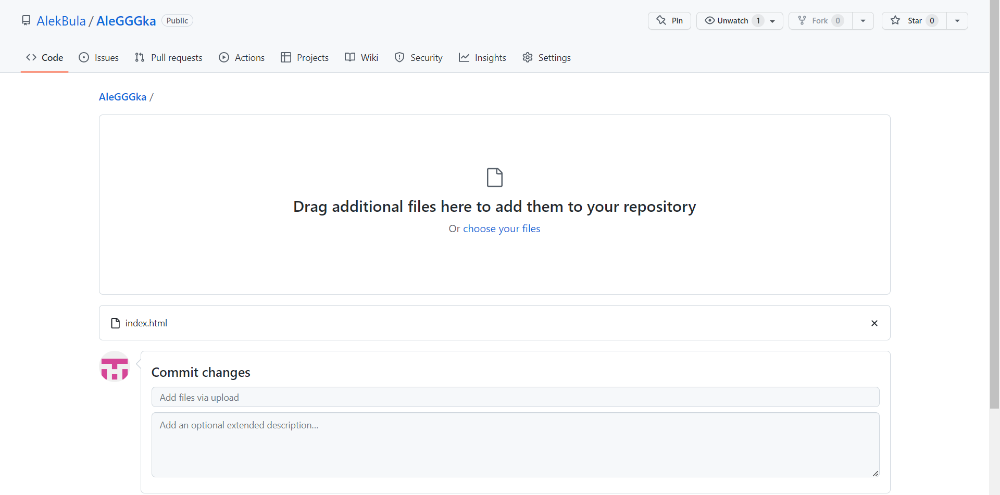 AlekBula / AleGGGka Public
Pin
Unwatch 1
Fork 0
Star 0
Code Issues Pull requests Actions Projects Wiki Security Insights Settings
AleGGGka /
Drag additional files here to add them to your repository
Or choose your files
index.html
Commit changes
Add files via upload
Add an optional extended description...